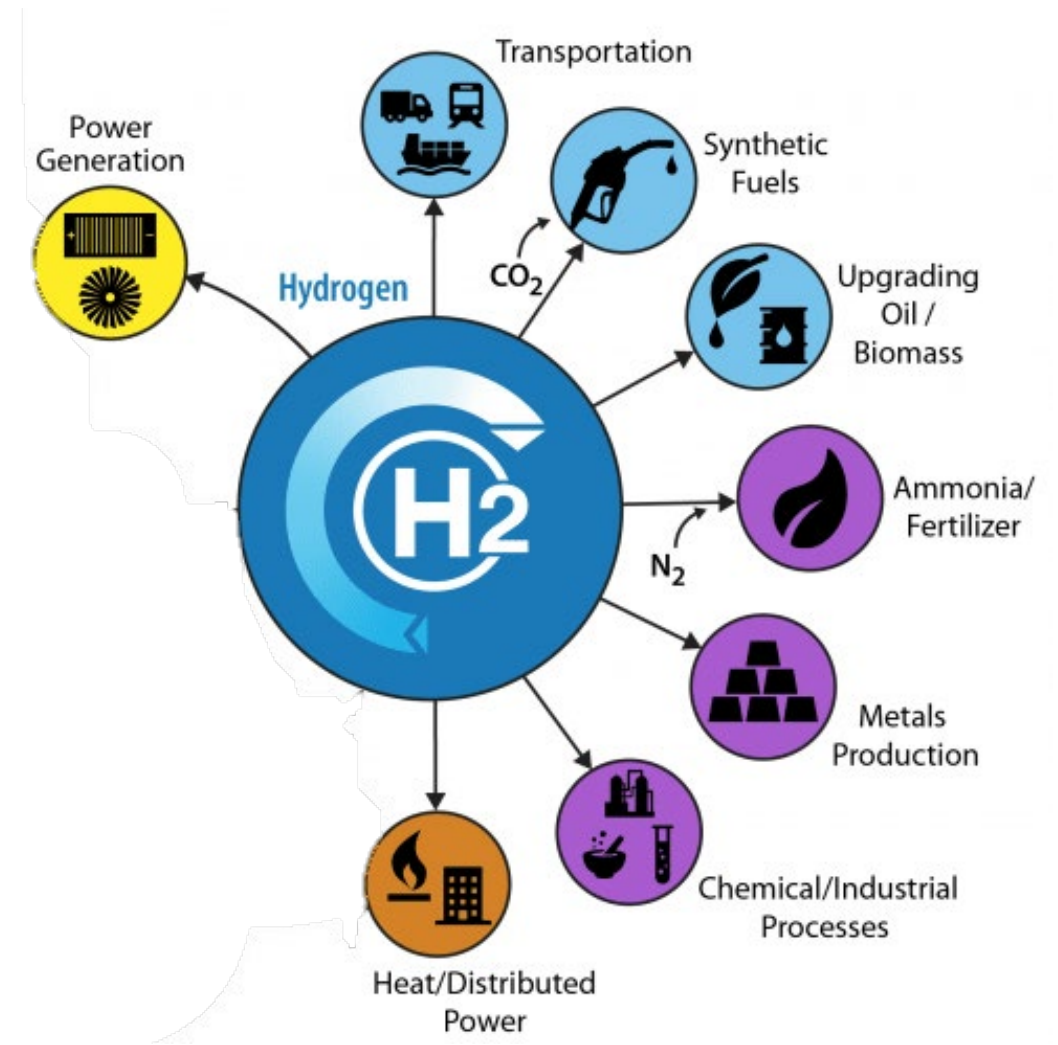 Transportation
Power
Generation
Synthetic
Fuels
CO₂
Hydrogen
Upgrading
Oil /
Biomass
H2
Ammonia/
Fertilizer
N₂
Metals
Production
Chemical/Industrial
Processes
Heat/Distributed
Power